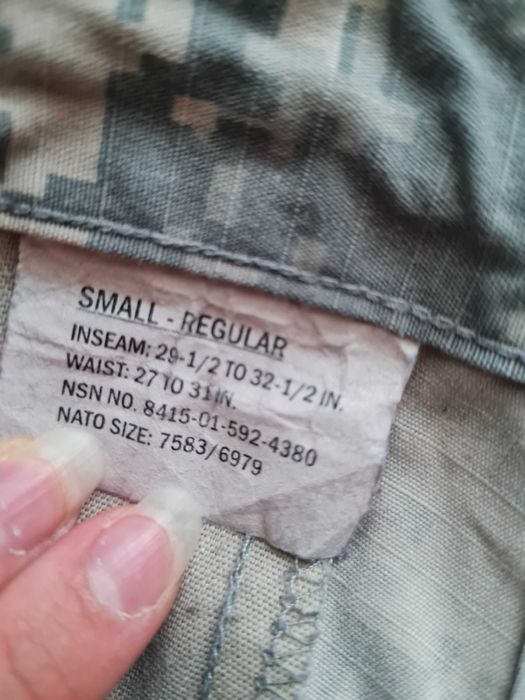 SMALL - REGULAR
INSEAM: 29-1/2 TO 32-1/2 IN.
WAIST: 27 TO 31 IN.
NSN NO. 8415-01-592-4380
NATO SIZE: 7583/6979